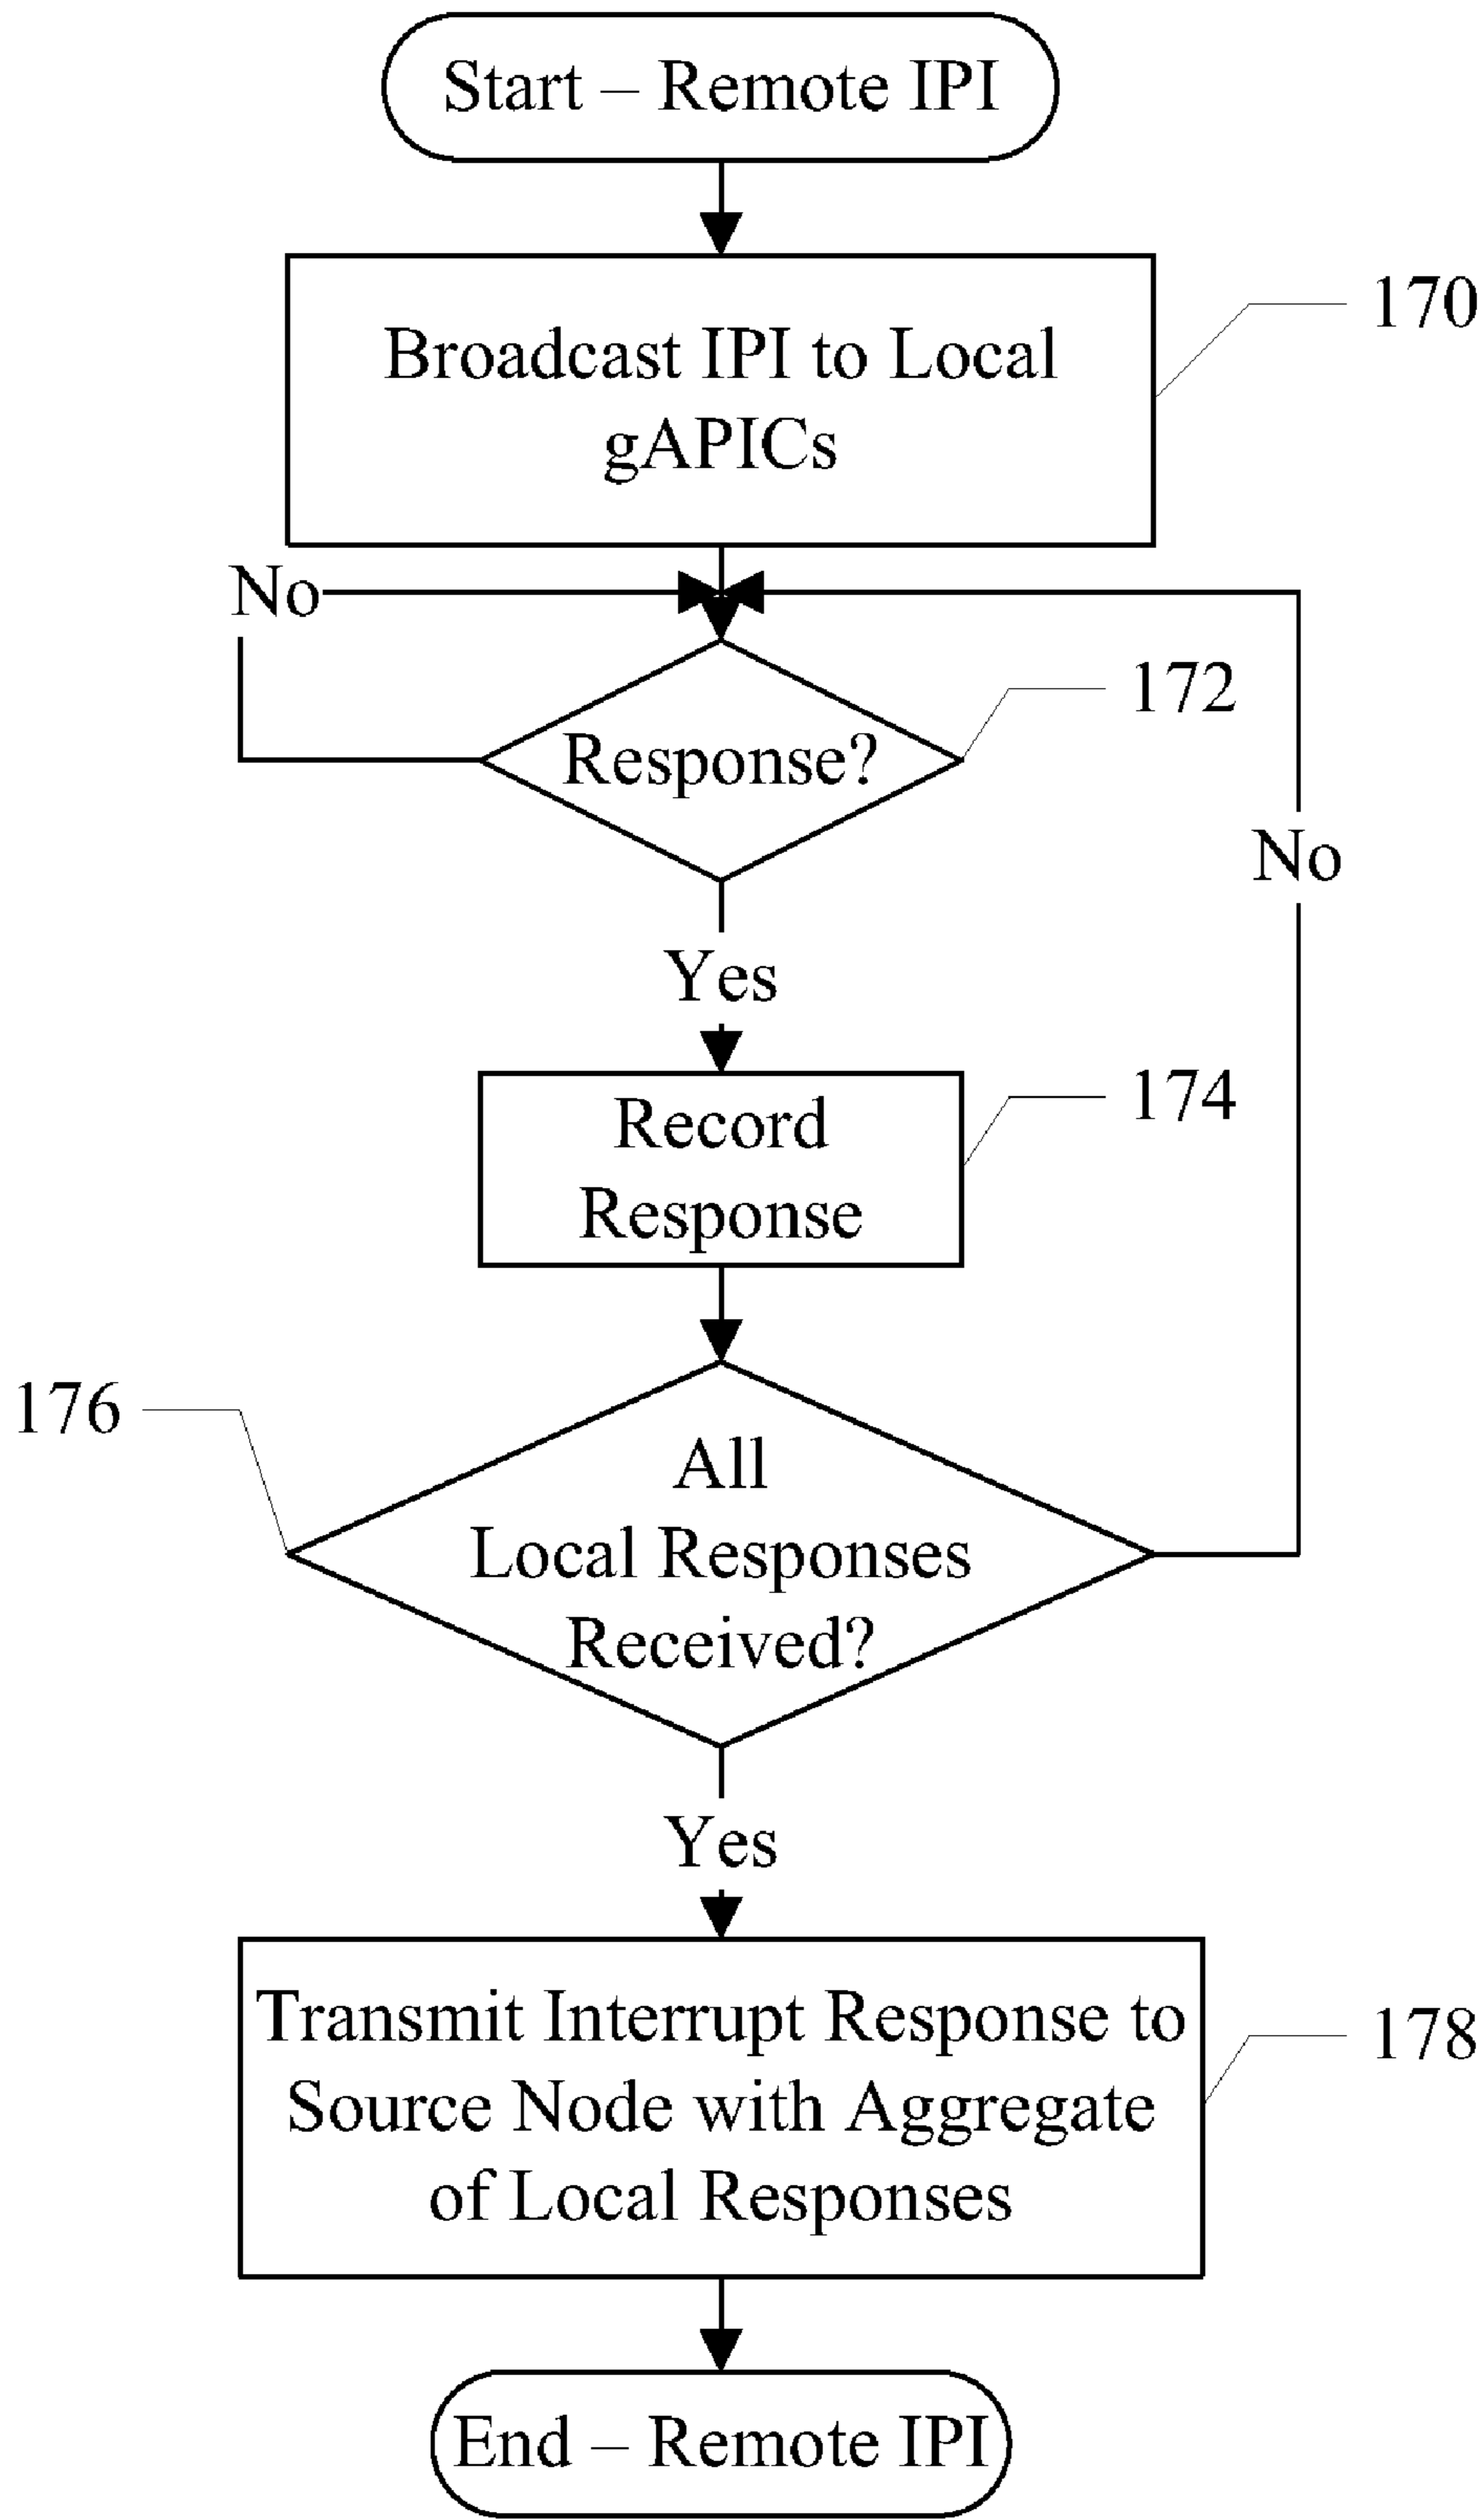 Start – Remote IPI
Broadcast IPI to Local
gAPICs
170
No
Response?
172
No
Yes
Record
Response
174
176
All
Local Responses
Received?
Yes
Transmit Interrupt Response to
Source Node with Aggregate
of Local Responses
178
End – Remote IPI